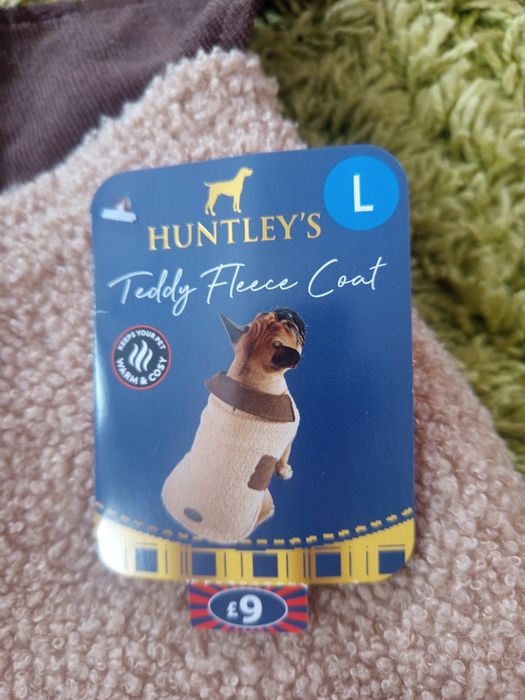 L
HUNTLEY'S
Teddy Fleece Coat
KEEPS YOUR PET
WARM & COSY
£9